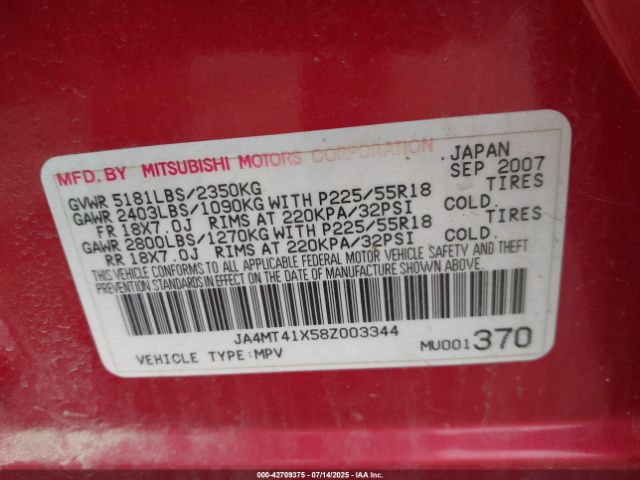 MFD. BY MITSUBISHI MOTORS CORPORATION JAPAN
SEP 2007
GVWR 5181LBS/2350KG
GAWR 2403LBS/1090KG WITH P225/55R18 TIRES
FR 18X7.0J RIMS AT 220KPA/32PSI COLD.
GAWR 2800LBS/1270KG WITH P225/55R18 TIRES
RR 18X7.0J RIMS AT 220KPA/32PSI COLD.
THIS VEHICLE CONFORMS TO ALL APPLICABLE FEDERAL MOTOR VEHICLE SAFETY AND THEFT
PREVENTION STANDARDS IN EFFECT ON THE DATE OF MANUFACTURE SHOWN ABOVE.
JA4MT41X58Z003344
VEHICLE TYPE:MPV MU001370
000-42709375 - 07/14/2025 - IAA Inc.